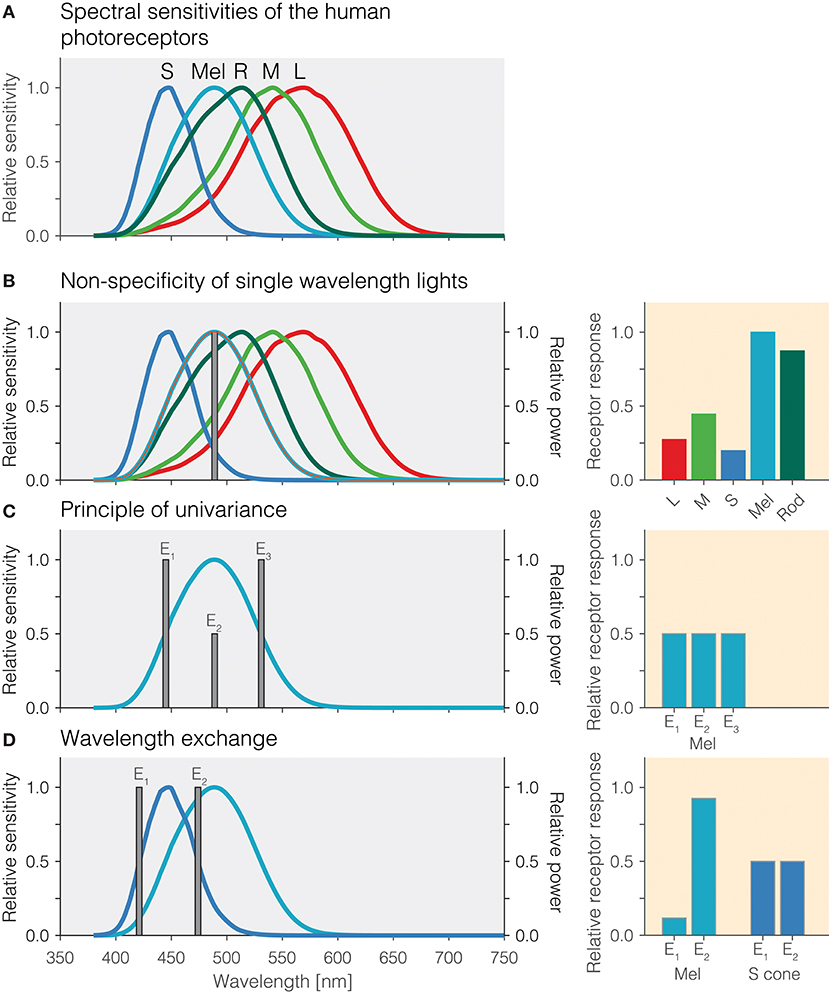 A
Spectral sensitivities of the human
photoreceptors
S Mel R M L
Relative sensitivity
1.0
0.5
0.0
B
Non-specificity of single wavelength lights
Relative sensitivity
1.0
0.5
0.0
1.0
0.5
0.0
Relative power
Receptor response
1.0
0.5
0.0
L M S Mel Rod
C
Principle of univariance
Relative sensitivity
1.0
0.5
0.0
E1 E2 E3
1.0
0.5
0.0
Relative power
Relative receptor response
1.0
0.5
0.0
E1 E2 E3
Mel
D
Wavelength exchange
Relative sensitivity
1.0
0.5
0.0
E1 E2
1.0
0.5
0.0
Relative power
350 400 450 500 550 600 650 700 750
Wavelength [nm]
Relative receptor response
1.0
0.5
0.0
E1 E2 E1 E2
Mel S cone